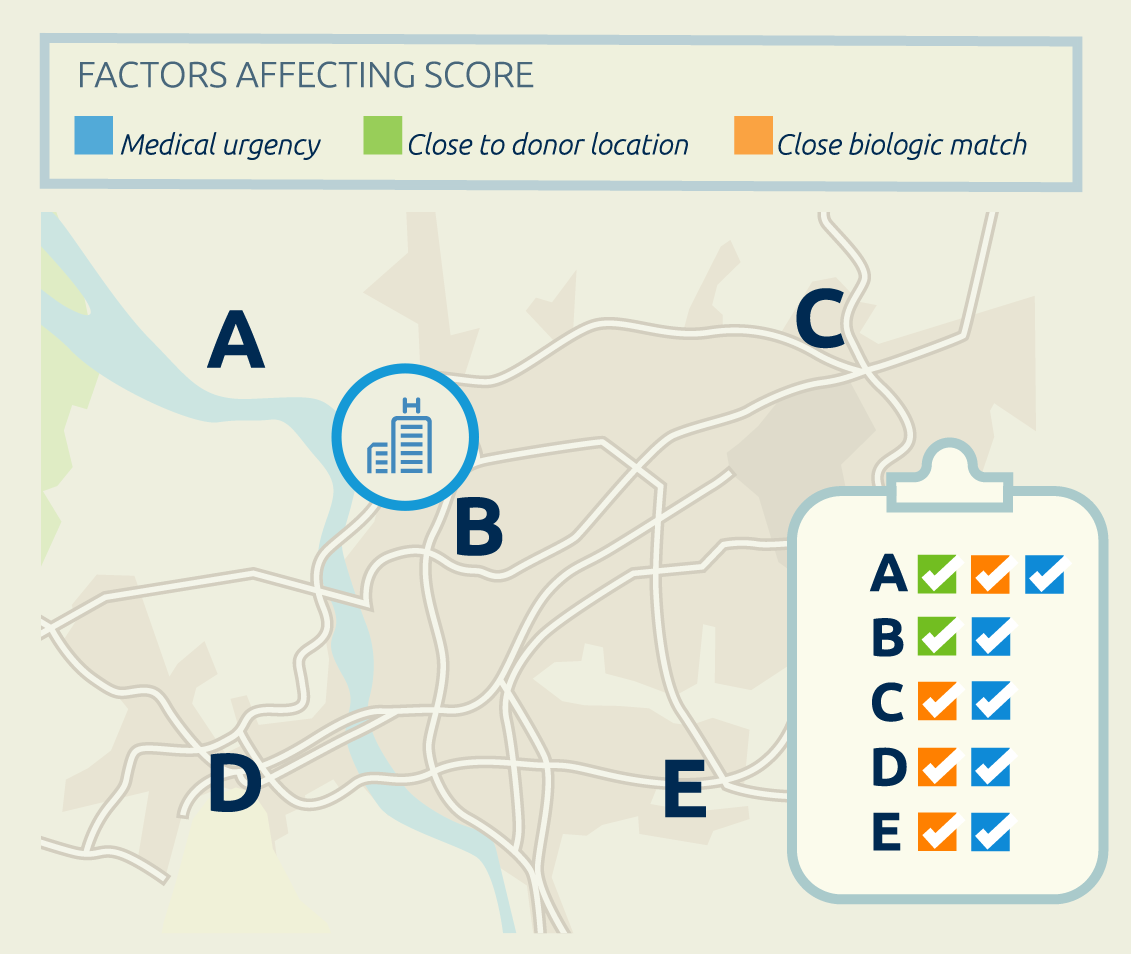 FACTORS AFFECTING SCORE
Medical urgency Close to donor location Close biologic match
A
C
H
B
D
E
A
B
C
D
E